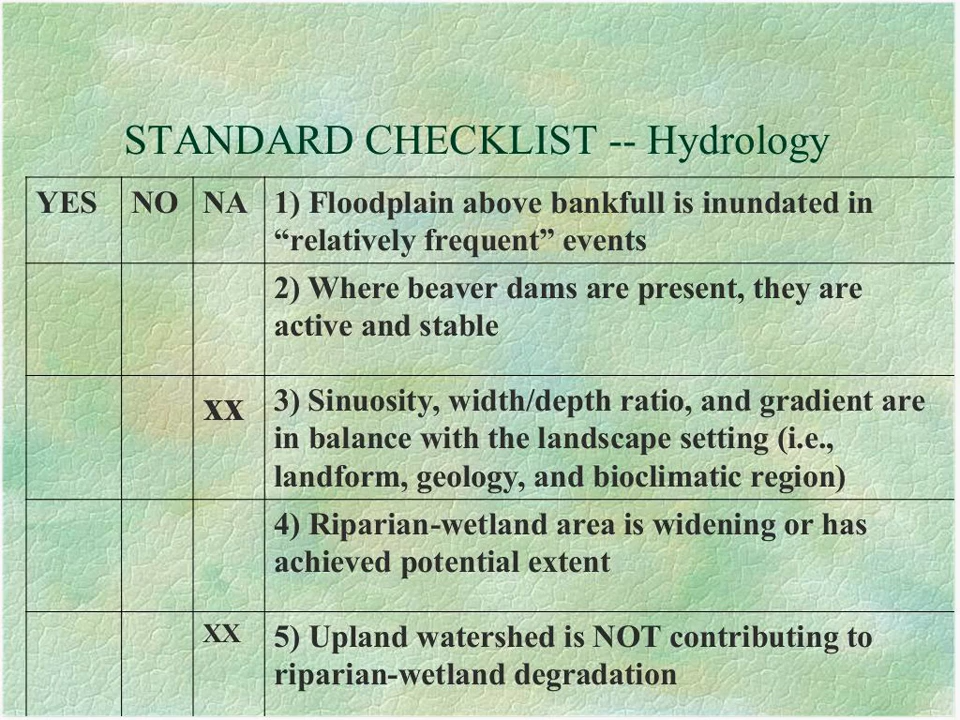 STANDARD CHECKLIST -- Hydrology
YES NO NA 1) Floodplain above bankfull is inundated in
“relatively frequent” events
2) Where beaver dams are present, they are
active and stable
xx 3) Sinuosity, width/depth ratio, and gradient are
in balance with the landscape setting (i.e.,
landform, geology, and bioclimatic region)
4) Riparian-wetland area is widening or has
achieved potential extent
XX 5) Upland watershed is NOT contributing to
riparian-wetland degradation